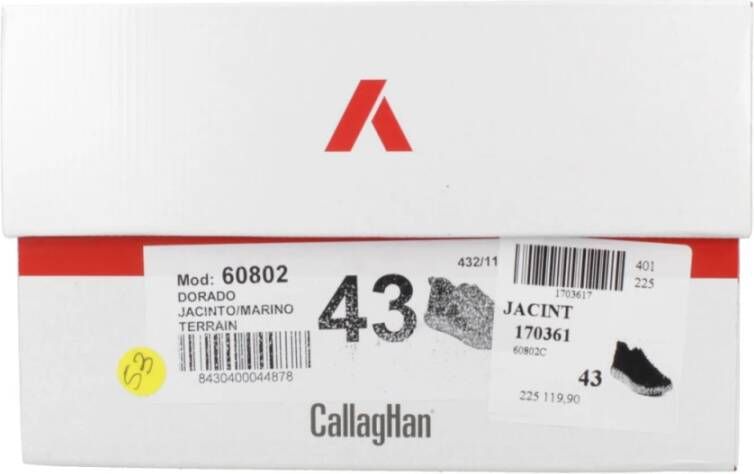 Mod: 60802
DORADO
JACINTO/MARINO
TERRAIN
8430400044878
43
432/11
1703617
401
225
JACINT
170361
60802C
43
225 119,90
53
CallagHan